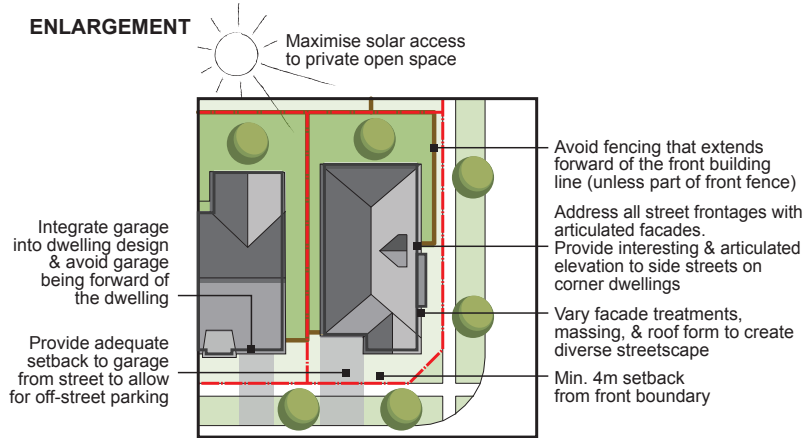 ENLARGEMENT
Maximise solar access
to private open space
Avoid fencing that extends
forward of the front building
line (unless part of front fence)
Address all street frontages with
articulated facades.
Provide interesting & articulated
elevation to side streets on
corner dwellings
Vary facade treatments,
massing, & roof form to create
diverse streetscape
Min. 4m setback
from front boundary
Integrate garage
into dwelling design
& avoid garage
being forward of
the dwelling
Provide adequate
setback to garage
from street to allow
for off-street parking